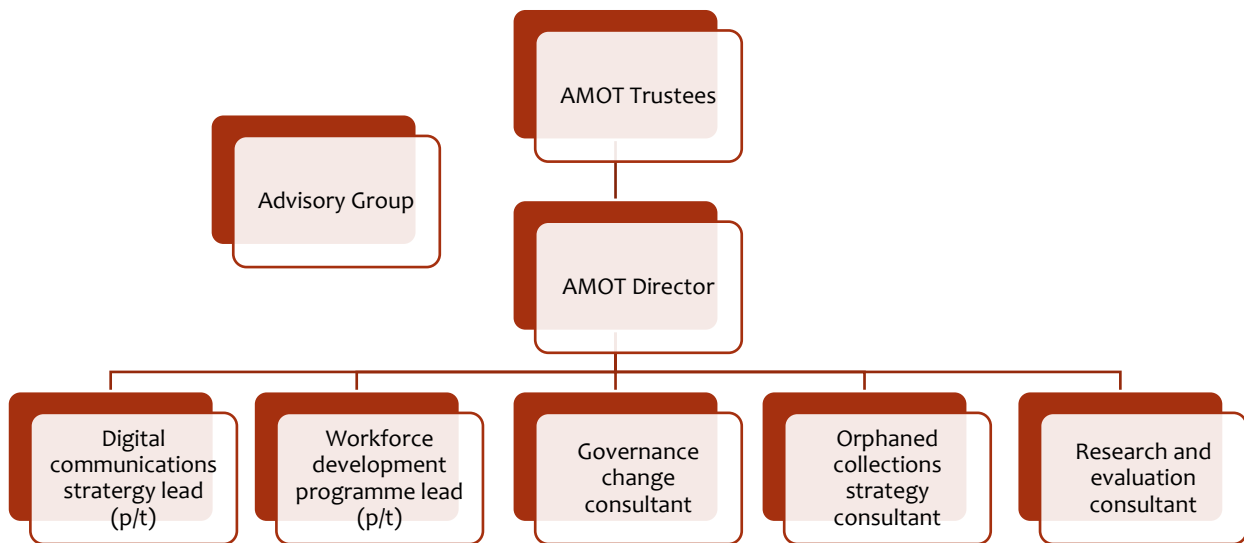 AMOT Trustees
Advisory Group
AMOT Director
Digital
communications
stratergy lead
(p/t)
Workforce
development
programme lead
(p/t)
Governance
change
consultant
Orphaned
collections
strategy
consultant
Research and
evaluation
consultant